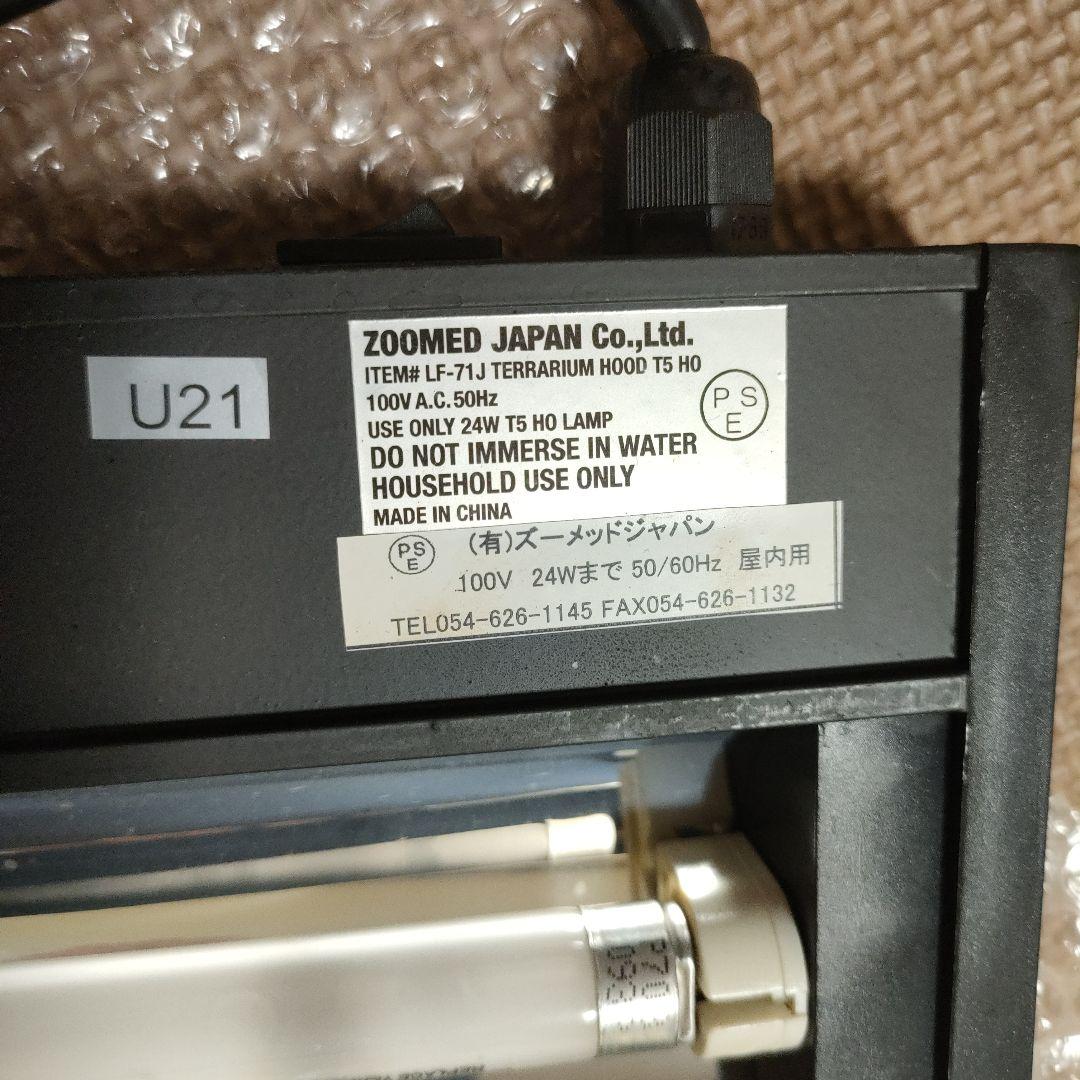 U21
ZOOMED JAPAN Co.,Ltd.
ITEM# LF-71J TERRARIUM HOOD T5 HO
100V A.C. 50Hz
USE ONLY 24W T5 HO LAMP
DO NOT IMMERSE IN WATER
HOUSEHOLD USE ONLY
MADE IN CHINA
PS
E
PS
E
(有)ズーメッドジャパン
100V 24Wまで 50/60Hz 屋内用
TEL054-626-1145 FAX054-626-1132